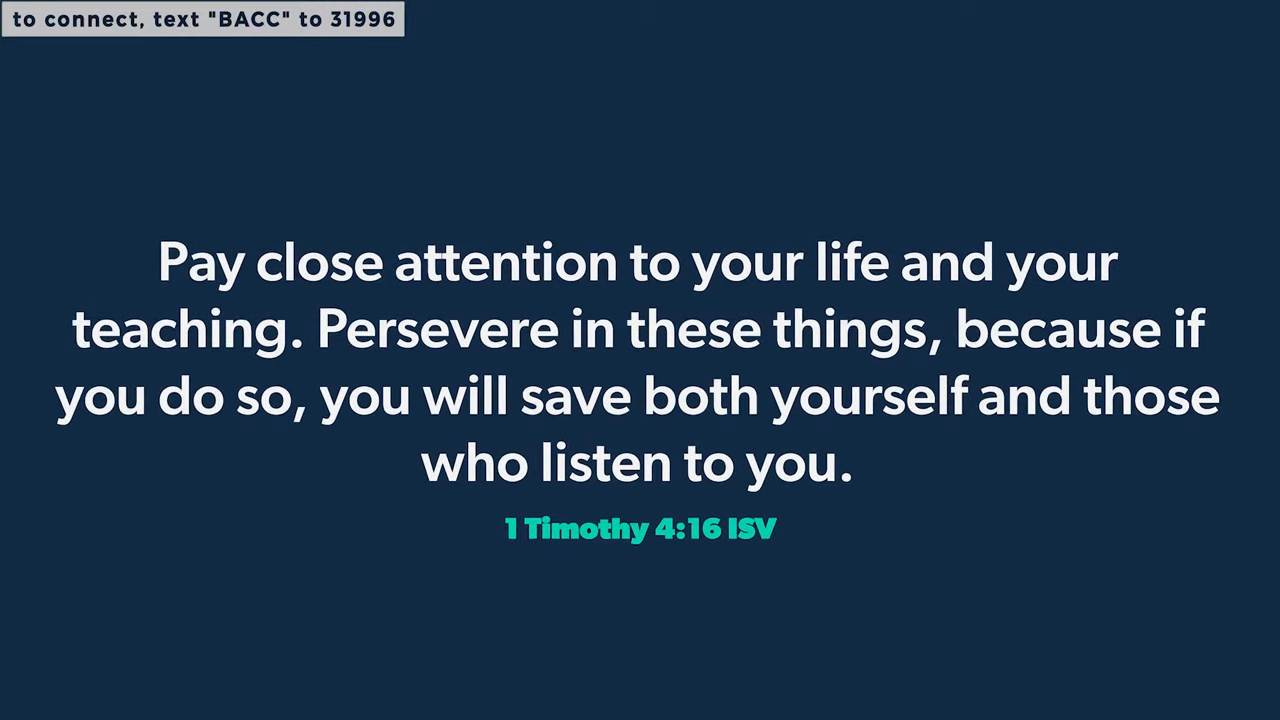 to connect, text "BACC" to 31996
Pay close attention to your life and your
teaching. Persevere in these things, because if
you do so, you will save both yourself and those
who listen to you.
1 Timothy 4:16 ISV